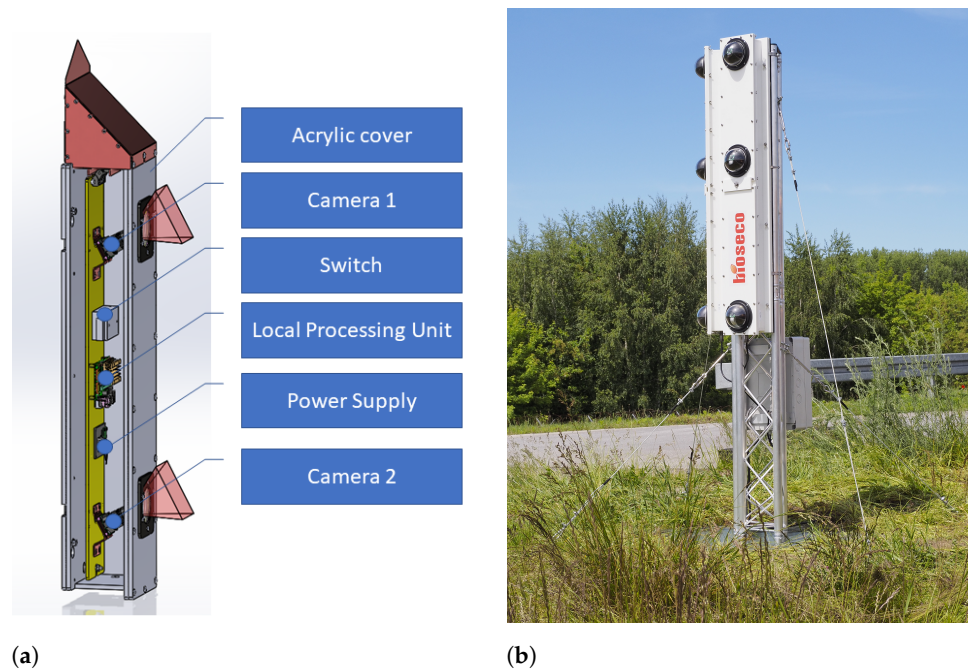 Acrylic cover
Camera 1
Switch
Local Processing Unit
Power Supply
Camera 2
bioseco
(a)
(b)